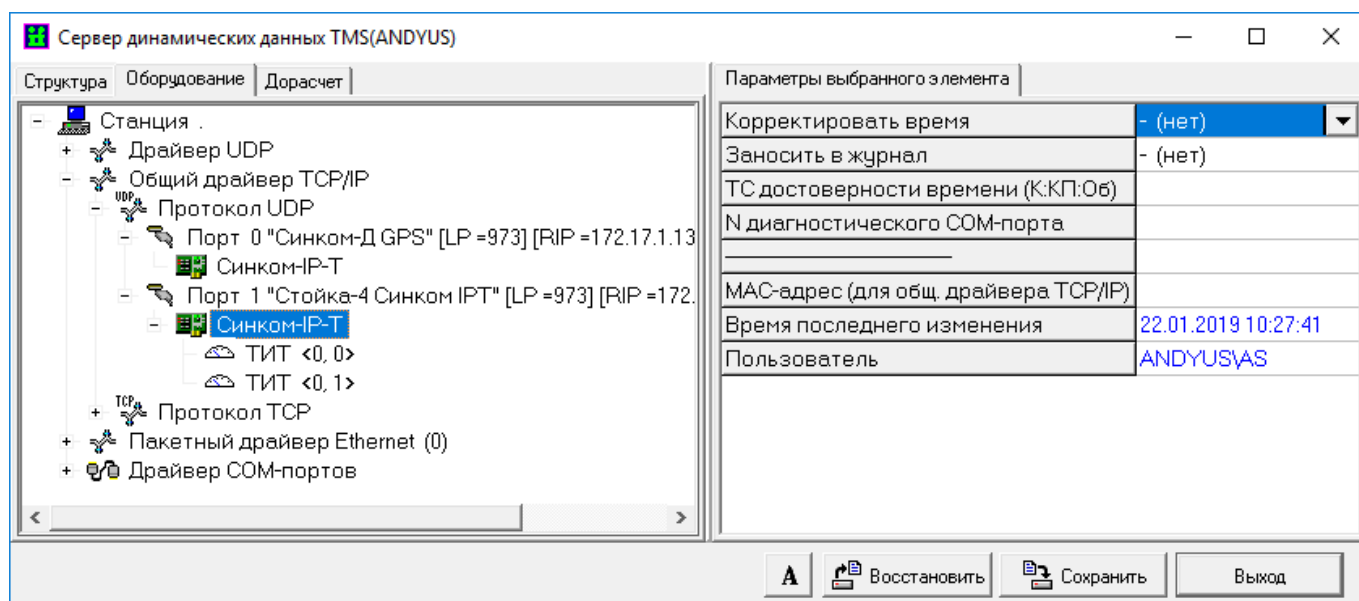 Сервер динамических данных TMS(ANDYUS)
Структура Оборудование Дорасчет
Станция .
Драйвер UDP
Общий драйвер TCP/IP
UDP Протокол UDP
Порт 0 "Синком-Д GPS" [LP =973] [RIP =172.17.1.13
Синком-IP-T
Порт 1 "Стойка-4 Синком IPT" [LP =973] [RIP =172.
Синком-IP-T
ТИТ <0, 0>
ТИТ <0, 1>
TCP Протокол TCP
Пакетный драйвер Ethernet (0)
Драйвер COM-портов
Параметры выбранного элемента
Корректировать время - (нет)
Заносить в журнал - (нет)
ТС достоверности времени (К:КП:Об)
N диагностического COM-порта
MAC-адрес (для общ. драйвера TCP/IP)
Время последнего изменения 22.01.2019 10:27:41
Пользователь ANDYUS\AS
A Восстановить Сохранить Выход